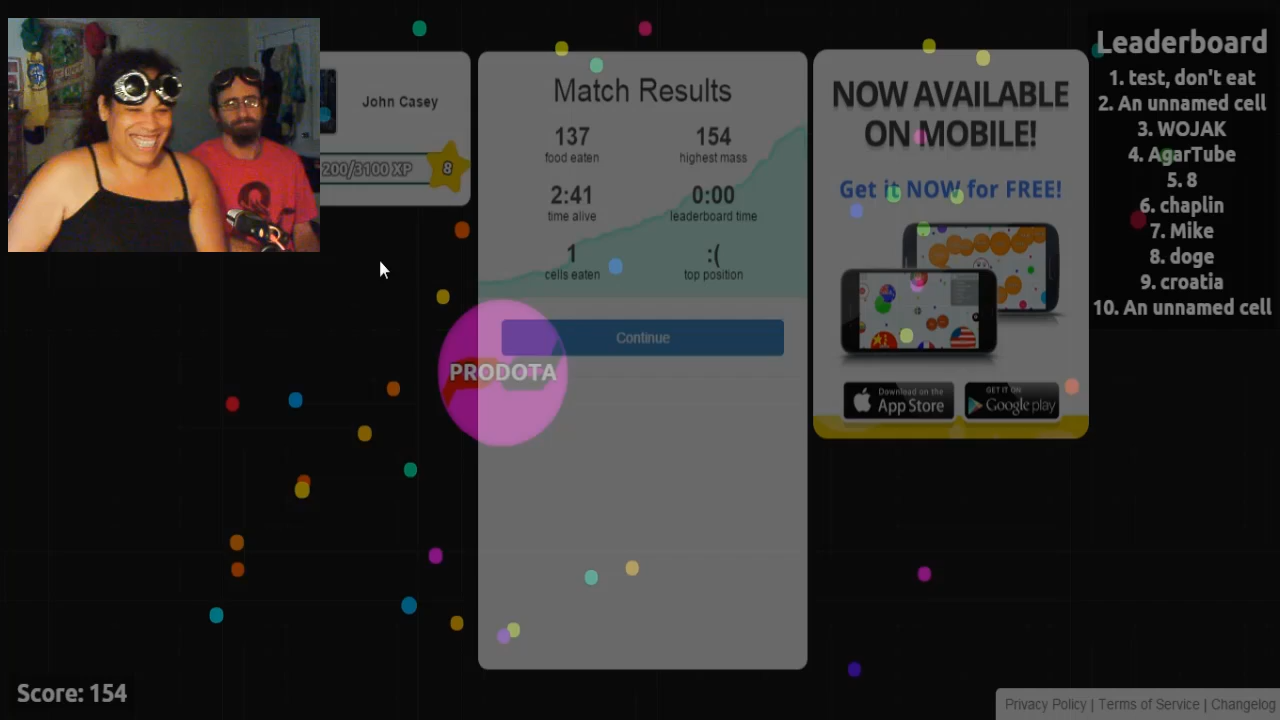 John Casey
200/3100 XP
8
Match Results
137
food eaten
154
highest mass
2:41
time alive
0:00
leaderboard time
1
cells eaten
:(
top position
Continue
PRODOTA
NOW AVAILABLE
ON MOBILE!
Get it NOW for FREE!
Download on the
App Store
GET IT ON
Google play
Leaderboard
1. test, don't eat
2. An unnamed cell
3. WOJAK
4. AgarTube
5. 8
6. chaplin
7. Mike
8. doge
9. croatia
10. An unnamed cell
Score: 154
Privacy Policy | Terms of Service | Changelog